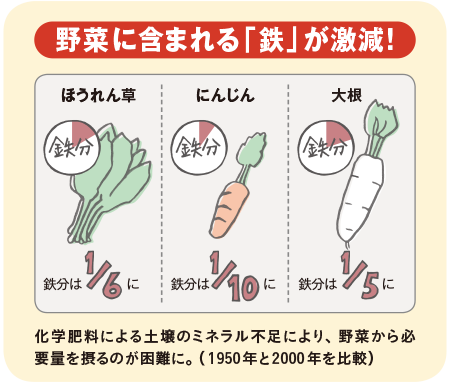 野菜に含まれる「鉄」が激減!
ほうれん草
鉄分
鉄分は1/6に
にんじん
鉄分
鉄分は1/10に
大根
鉄分
鉄分は1/5に
化学肥料による土壌のミネラル不足により、野菜から必
要量を摂るのが困難に。(1950年と2000年を比較)